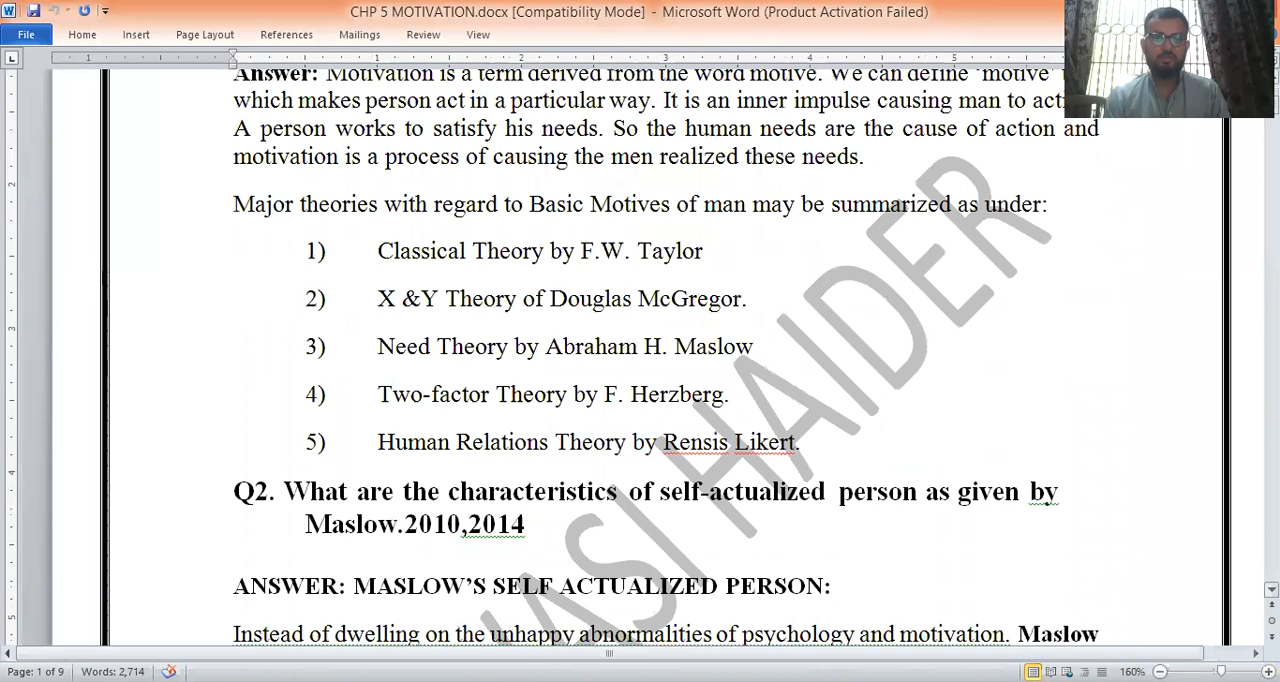 CHP 5 MOTIVATION.docx [Compatibility Mode] - Microsoft Word (Product Activation Failed)
File Home Insert Page Layout References Mailings Review View
1 1 2 3 4 5
Answer: Motivation is a term derived from the word motive. We can define ‘motive’
which makes person act in a particular way. It is an inner impulse causing man to
A person works to satisfy his needs. So the human needs are the cause of action and
motivation is a process of causing the men realized these needs.
Major theories with regard to Basic Motives of man may be summarized as under:
1) Classical Theory by F.W. Taylor
2) X &Y Theory of Douglas McGregor.
3) Need Theory by Abraham H. Maslow
4) Two-factor Theory by F. Herzberg.
5) Human Relations Theory by Rensis Likert.
Q2. What are the characteristics of self-actualized person as given by
Maslow.2010,2014
ANSWER: MASLOW’S SELF ACTUALIZED PERSON:
Instead of dwelling on the unhappy abnormalities of psychology and motivation. Maslow
HAIDER
Page: 1 of 9 Words: 2,714 160%